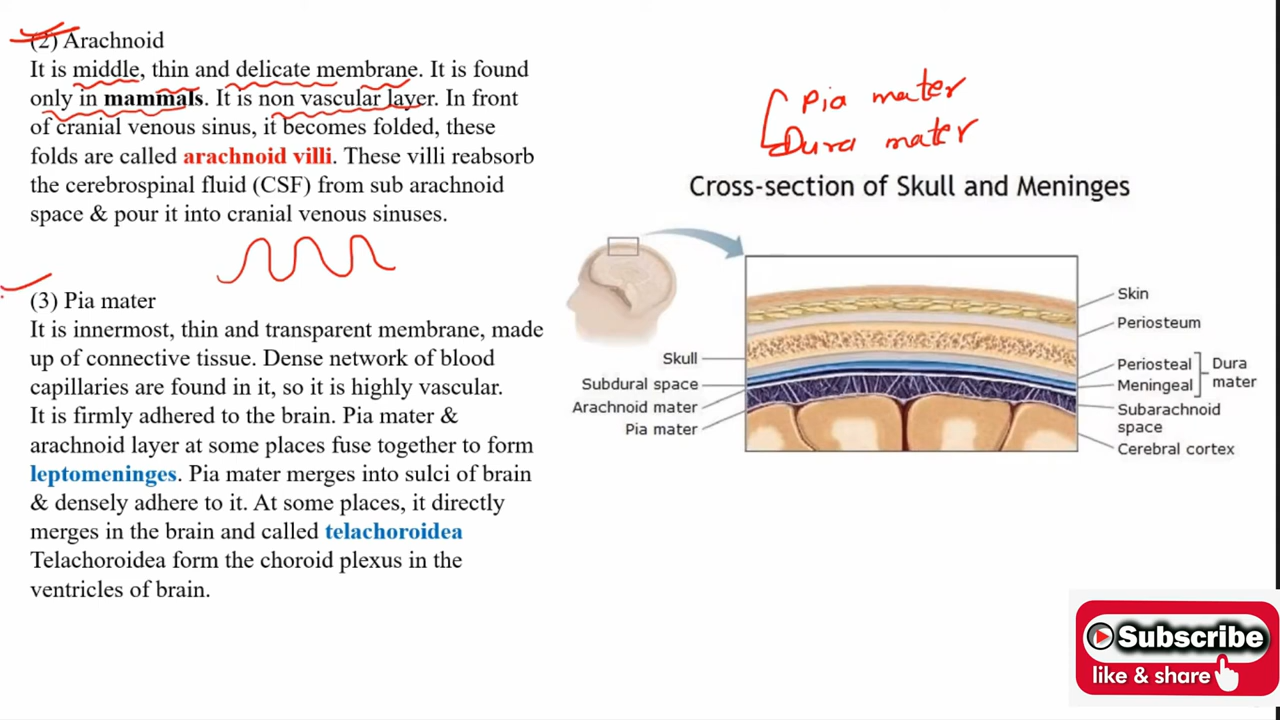 (2) Arachnoid
It is middle, thin and delicate membrane. It is found
only in mammals. It is non vascular layer. In front
of cranial venous sinus, it becomes folded, these
folds are called arachnoid villi. These villi reabsorb
the cerebrospinal fluid (CSF) from sub arachnoid
space & pour it into cranial venous sinuses.
(3) Pia mater
It is innermost, thin and transparent membrane, made
up of connective tissue. Dense network of blood
capillaries are found in it, so it is highly vascular.
It is firmly adhered to the brain. Pia mater &
arachnoid layer at some places fuse together to form
leptomeninges. Pia mater merges into sulci of brain
& densely adhere to it. At some places, it directly
merges in the brain and called telachoroidea
Telachoroidea form the choroid plexus in the
ventricles of brain.
Pia mater
Dura mater
Cross-section of Skull and Meninges
Skull
Subdural space
Arachnoid mater
Pia mater
Skin
Periosteum
Periosteal
Meningeal
Dura
mater
Subarachnoid
space
Cerebral cortex
Subscribe
like & share